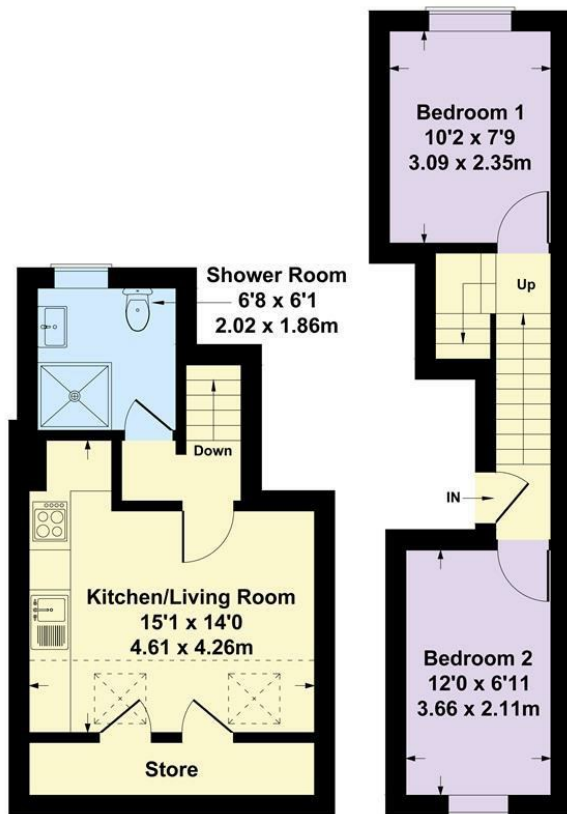 Shower Room
6'8 x 6'1
2.02 x 1.86m
Down
Kitchen/Living Room
15'1 x 14'0
4.61 x 4.26m
Store
Bedroom 1
10'2 x 7'9
3.09 x 2.35m
Up
IN
Bedroom 2
12'0 x 6'11
3.66 x 2.11m